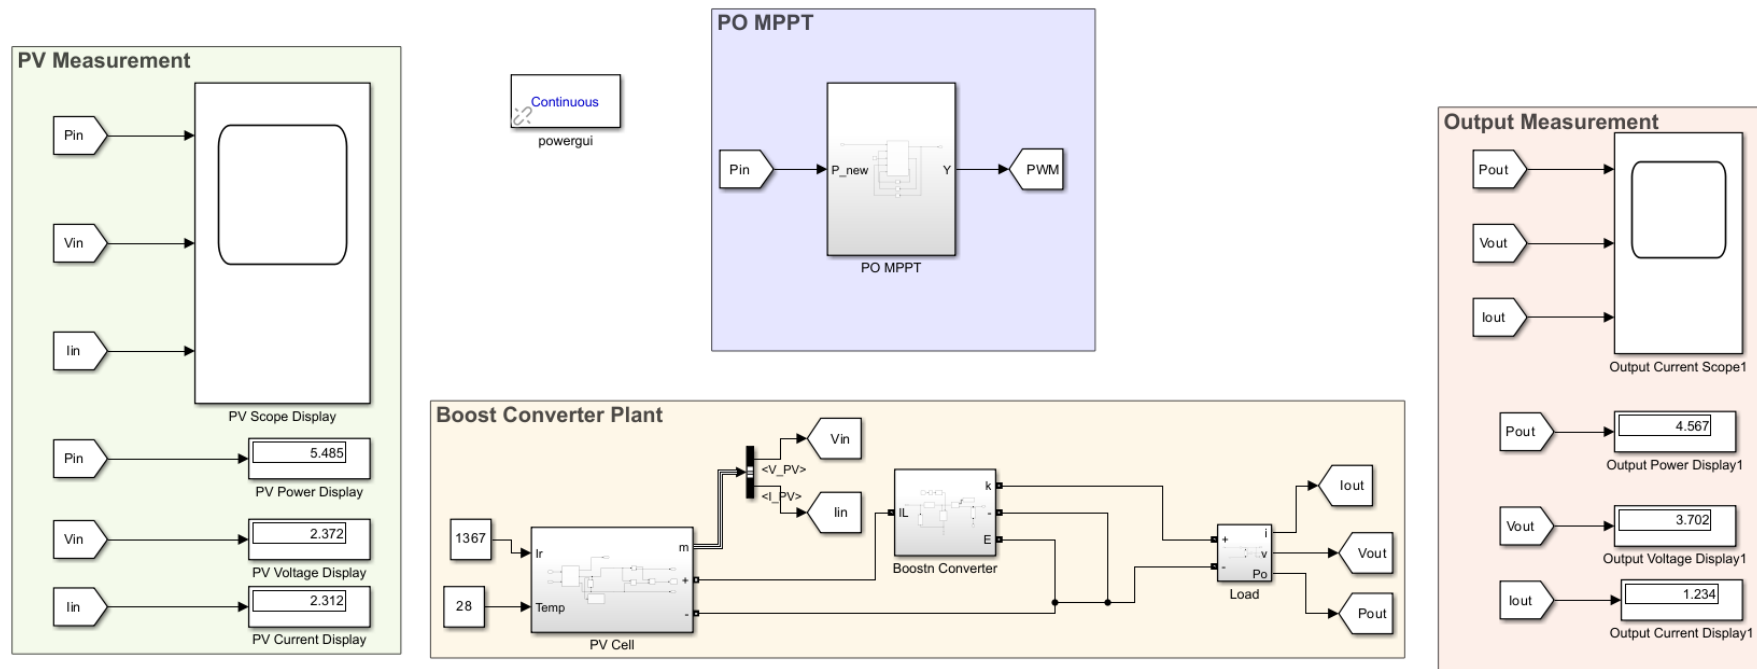 PV Measurement
Pin
Vin
Iin
PV Scope Display
Pin
5.485
PV Power Display
Vin
2.372
PV Voltage Display
Iin
2.312
PV Current Display
Continuous
powergui
PO MPPT
Pin
P_new
Y
PWM
PO MPPT
Boost Converter Plant
Vin
<V_PV>
<I_PV>
Iin
1367
Ir
m
+
28
Temp
-
PV Cell
IL
k
-
E
Boostn Converter
+
i
v
-
Po
Load
Iout
Vout
Pout
Output Measurement
Pout
Vout
Iout
Output Current Scope1
Pout
4.567
Output Power Display1
Vout
3.702
Output Voltage Display1
Iout
1.234
Output Current Display1